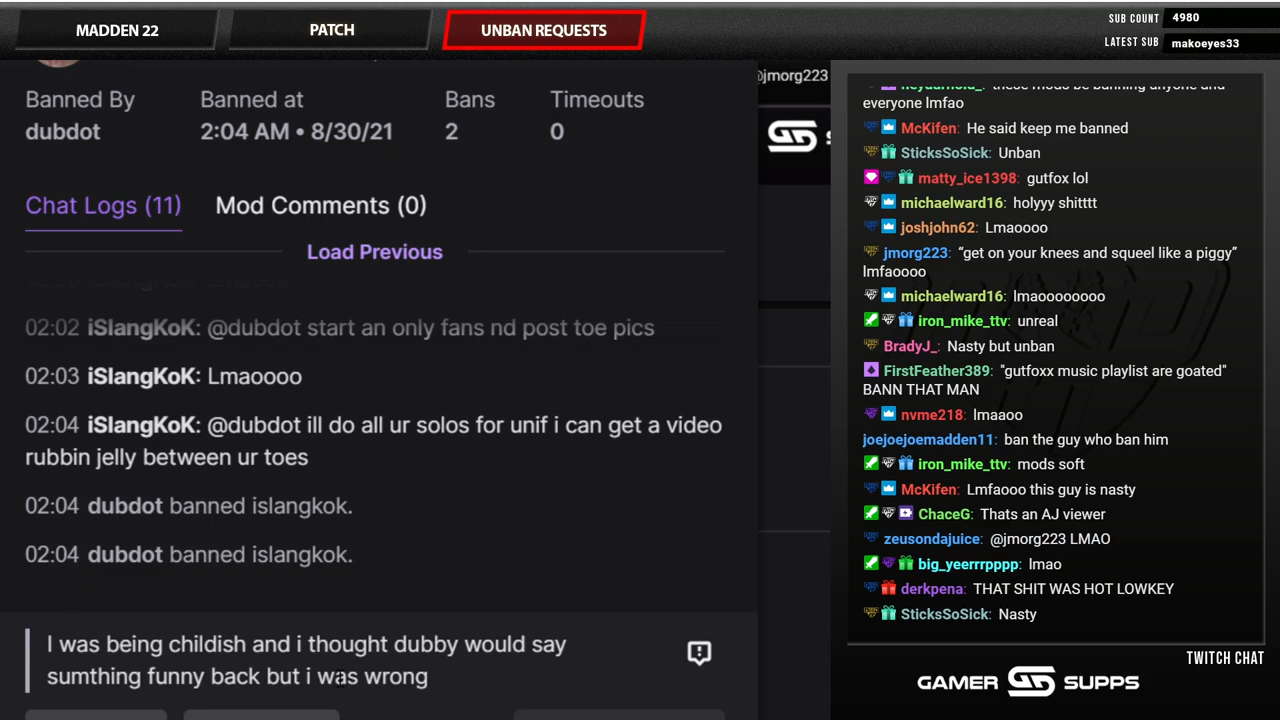 MADDEN 22
PATCH
UNBAN REQUESTS
SUB COUNT 4980
LATEST SUB makoeyes33
Banned By
dubdot
Banned at
2:04 AM • 8/30/21
Bans
2
Timeouts
0
Chat Logs (11)
Mod Comments (0)
Load Previous
02:02 iSlangKoK: @dubdot start an only fans nd post toe pics
02:03 iSlangKoK: Lmaoooo
02:04 iSlangKoK: @dubdot ill do all ur solos for unif i can get a video
rubbin jelly between ur toes
02:04 dubdot banned islangkok.
02:04 dubdot banned islangkok.
I was being childish and i thought dubby would say
sumthing funny back but i was wrong
@jmorg223
these mods be banning anyone and
everyone lmfao
McKifen: He said keep me banned
SticksSoSick: Unban
matty_ice1398: gutfox lol
michaelward16: holyyy shitttt
joshjohn62: Lmaoooo
jmorg223: “get on your knees and squeel like a piggy”
lmfaoooo
michaelward16: lmaoooooooo
iron_mike_ttv: unreal
BradyJ_: Nasty but unban
FirstFeather389: "gutfoxx music playlist are goated"
BANN THAT MAN
nvme218: lmaaoo
joejoejoemadden11: ban the guy who ban him
iron_mike_ttv: mods soft
McKifen: Lmfaooo this guy is nasty
ChaceG: Thats an AJ viewer
zeusondajuice: @jmorg223 LMAO
big_yeerrrpppp: lmao
derkpena: THAT SHIT WAS HOT LOWKEY
SticksSoSick: Nasty
TWITCH CHAT
GAMER SUPPS